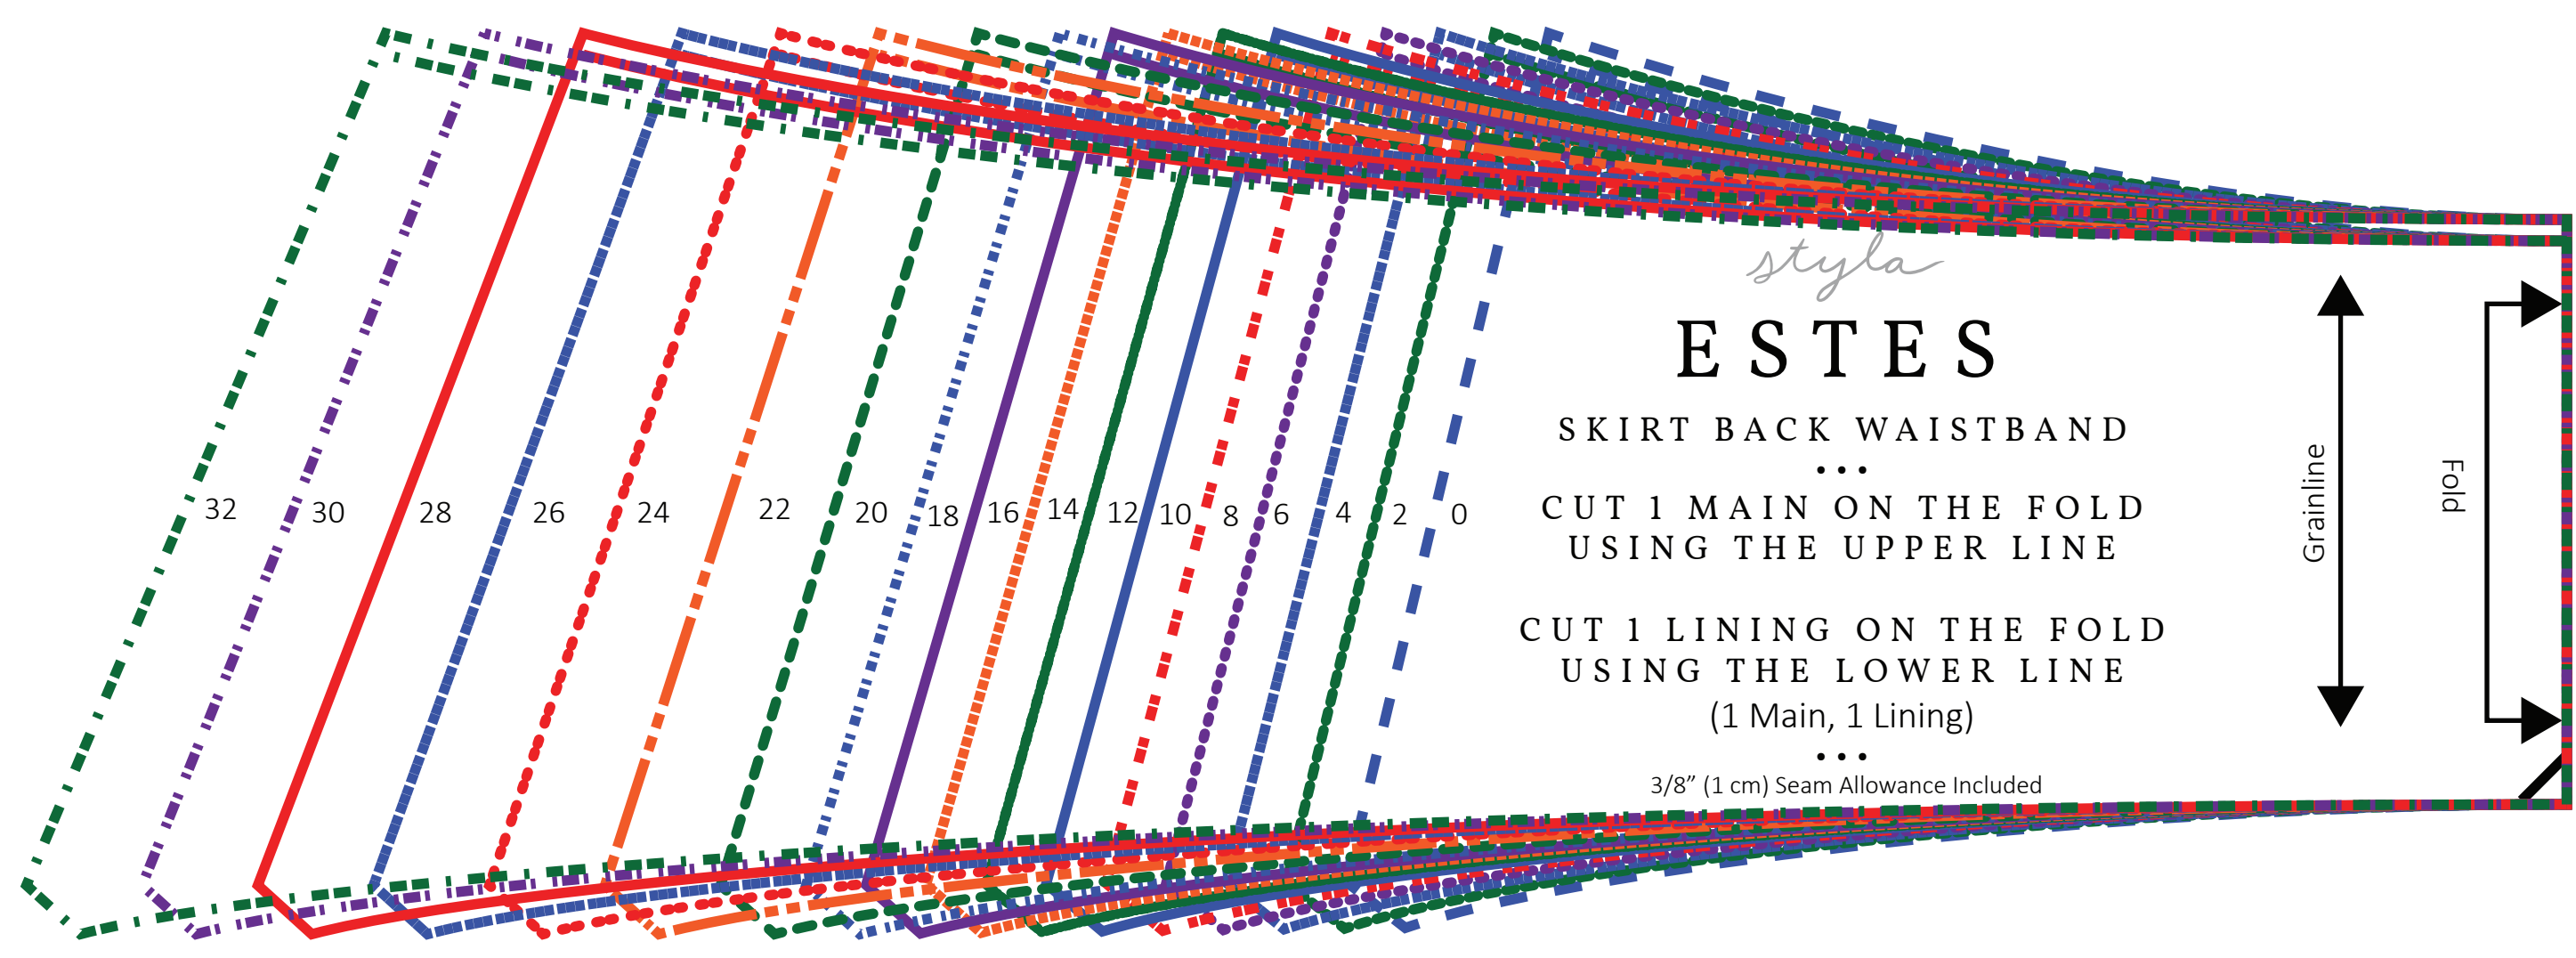 styla
ESTES
SKIRT BACK WAISTBAND
...
CUT 1 MAIN ON THE FOLD
USING THE UPPER LINE
CUT 1 LINING ON THE FOLD
USING THE LOWER LINE
(1 Main, 1 Lining)
...
3/8” (1 cm) Seam Allowance Included
32 30 28 26 24 22 20 18 16 14 12 10 8 6 4 2 0
Grainline
Fold